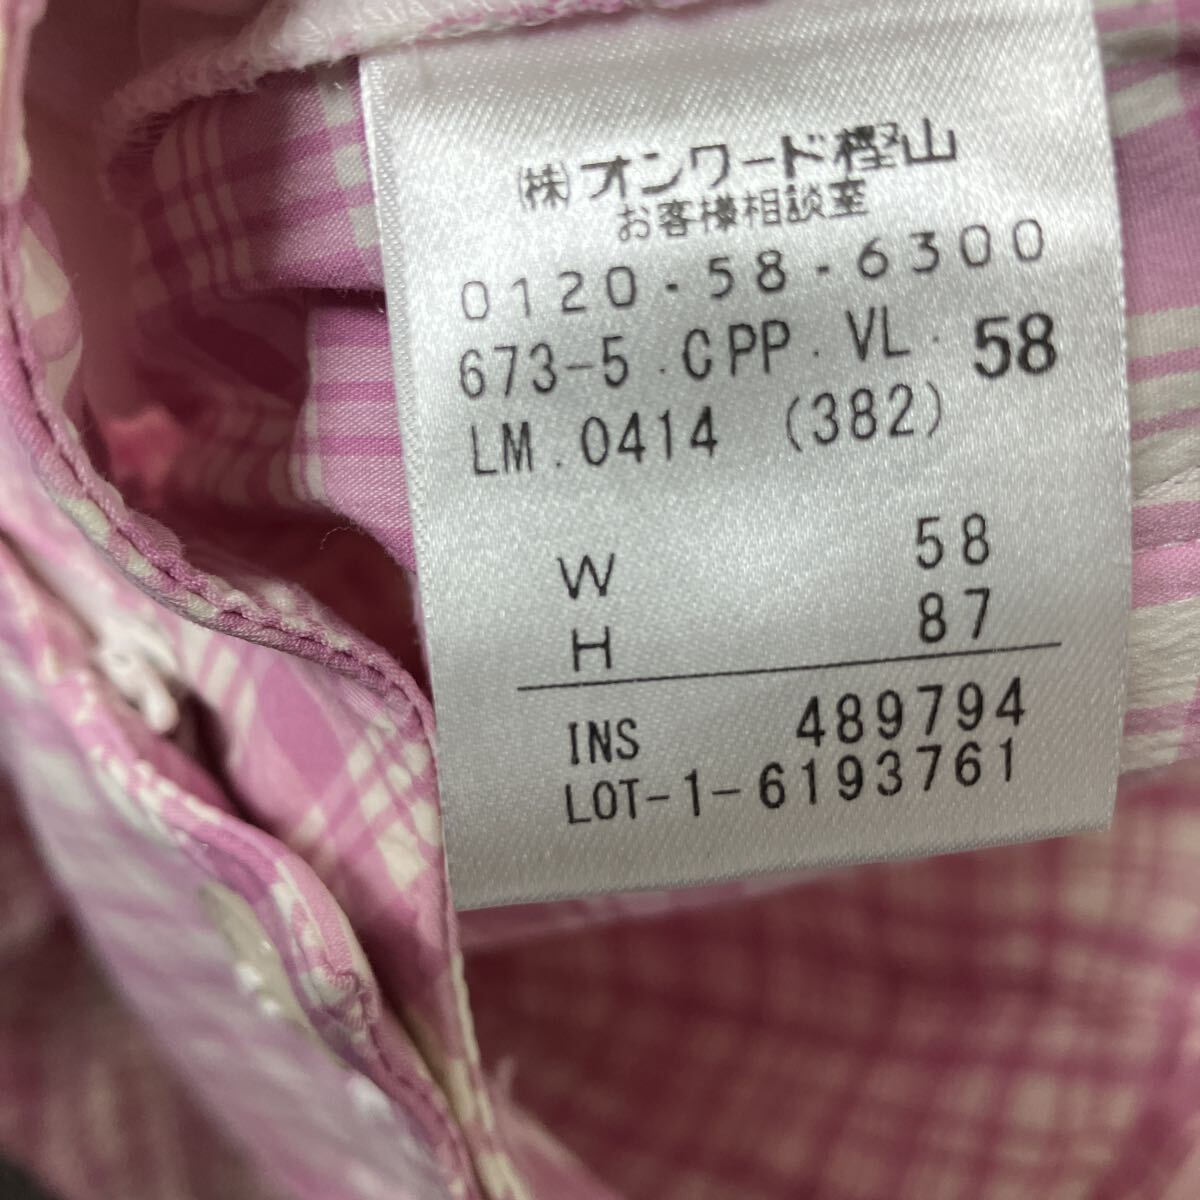 ㈱オンワード樫山
お客様相談室
0120-58-6300
673-5.CPP.VL.58
LM.0414 (382)
W 58
H 87
INS 489794
LOT-1-6193761